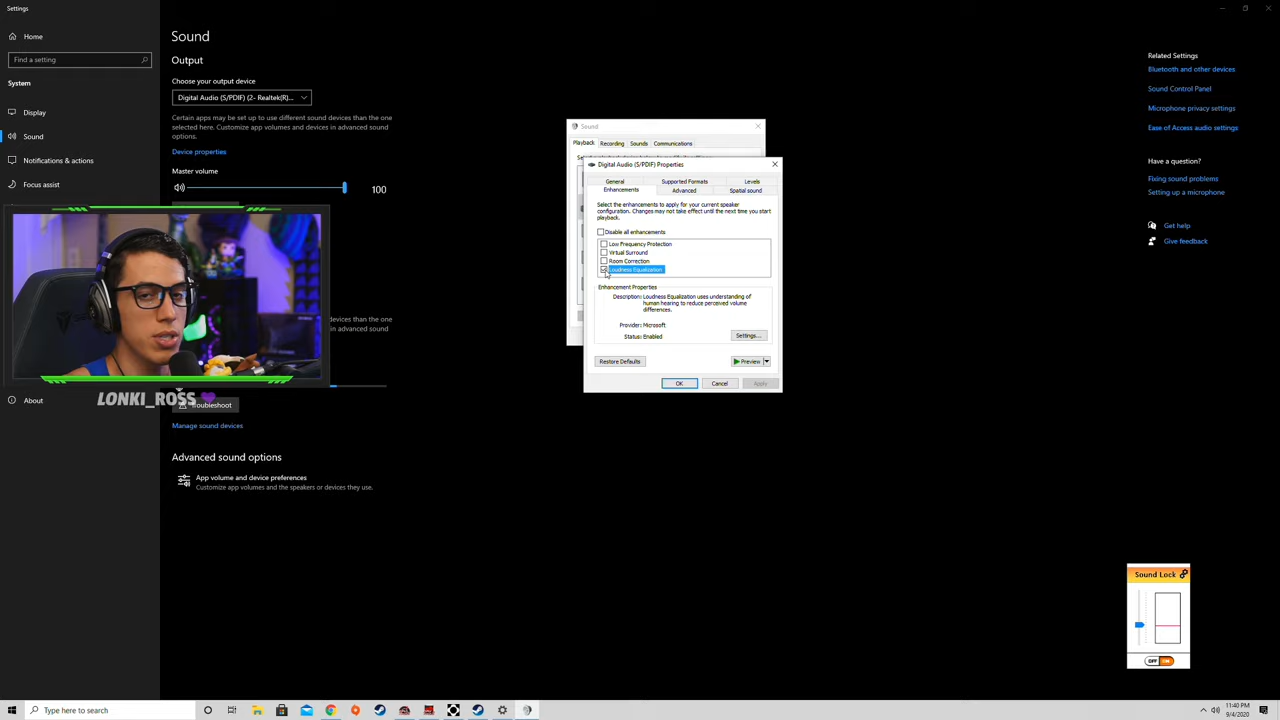 Settings
Home
Find a setting
System
Display
Sound
Notifications & actions
Focus assist
About
Sound
Output
Choose your output device
Digital Audio (S/PDIF) (2- Realtek(R)...
Certain apps may be set up to use different sound devices than the one
selected here. Customize app volumes and devices in advanced sound
options.
Device properties
Master volume
100
devices than the one
advanced sound
LONKI_ROSS
Troubleshoot
Manage sound devices
Advanced sound options
App volume and device preferences
Customize app volumes and the speakers or devices they use.
Sound
Playback
Recording
Sounds
Communications
Digital Audio (S/PDIF) Properties
General
Supported Formats
Levels
Enhancements
Advanced
Spatial sound
Select the enhancements to apply for your current speaker
configuration. Changes may not take effect until the next time you start
playback.
Disable all enhancements
Low Frequency Protection
Virtual Surround
Room Correction
Loudness Equalization
Enhancement Properties
Description: Loudness Equalization uses understanding of
human hearing to reduce perceived volume
differences.
Provider: Microsoft
Status: Enabled
Settings...
Restore Defaults
Preview
OK
Cancel
Apply
Related Settings
Bluetooth and other devices
Sound Control Panel
Microphone privacy settings
Ease of Access audio settings
Have a question?
Fixing sound problems
Setting up a microphone
Get help
Give feedback
Sound Lock
OFF
ON
Type here to search
11:40 PM
9/4/2020